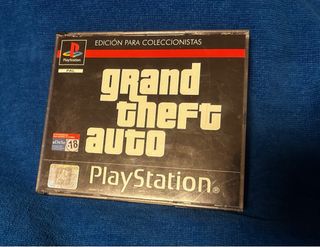 EDICIÓN PARA COLECCIONISTAS
PlayStation
PAL
grand
theft
auto
18
PlayStation®